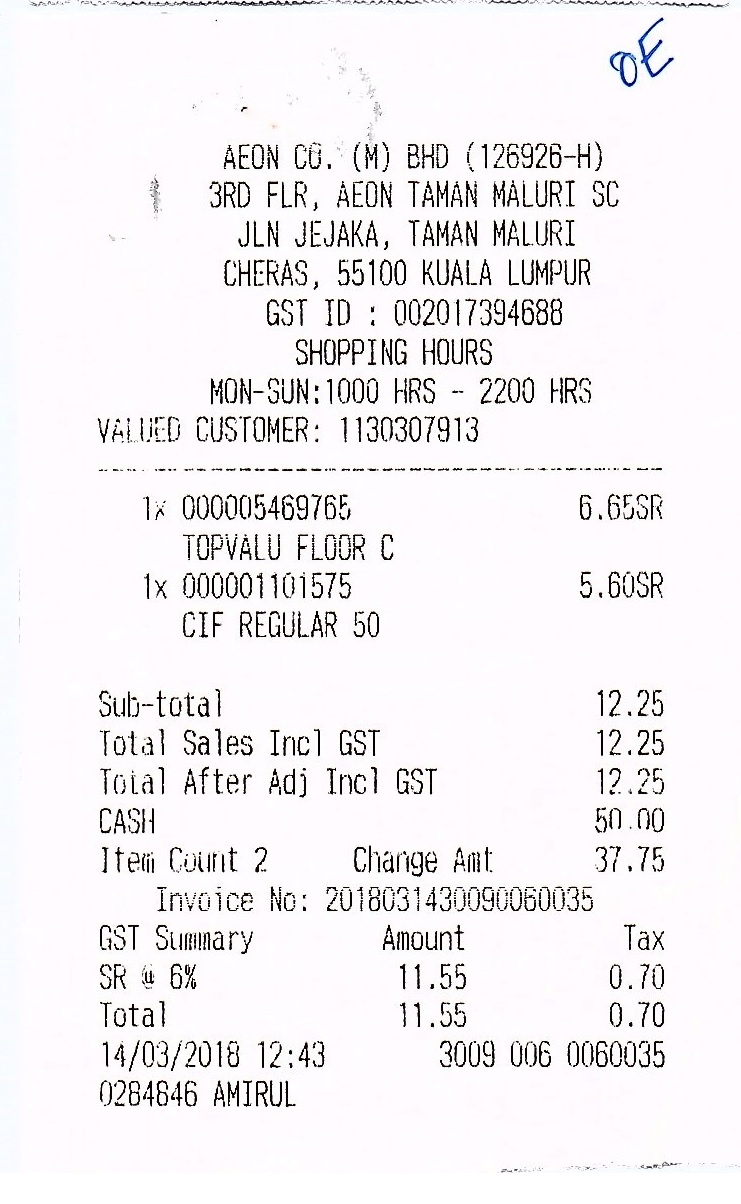 OE
AEON CO. (M) BHD (126926-H)
3RD FLR, AEON TAMAN MALURI SC
JLN JEJAKA, TAMAN MALURI
CHERAS, 55100 KUALA LUMPUR
GST ID : 002017394688
SHOPPING HOURS
MON-SUN:1000 HRS - 2200 HRS
VALUED CUSTOMER: 1130307913
1x 000005469765 6.65SR
TOPVALU FLOOR C
1x 000001101575 5.60SR
CIF REGULAR 50
Sub-total 12.25
Total Sales Incl GST 12.25
Total After Adj Incl GST 12.25
CASH 50.00
Item Count 2 Change Amt 37.75
Invoice No: 2018031430090060035
GST Summary Amount Tax
SR @ 6% 11.55 0.70
Total 11.55 0.70
14/03/2018 12:43 3009 006 0060035
0284846 AMIRUL